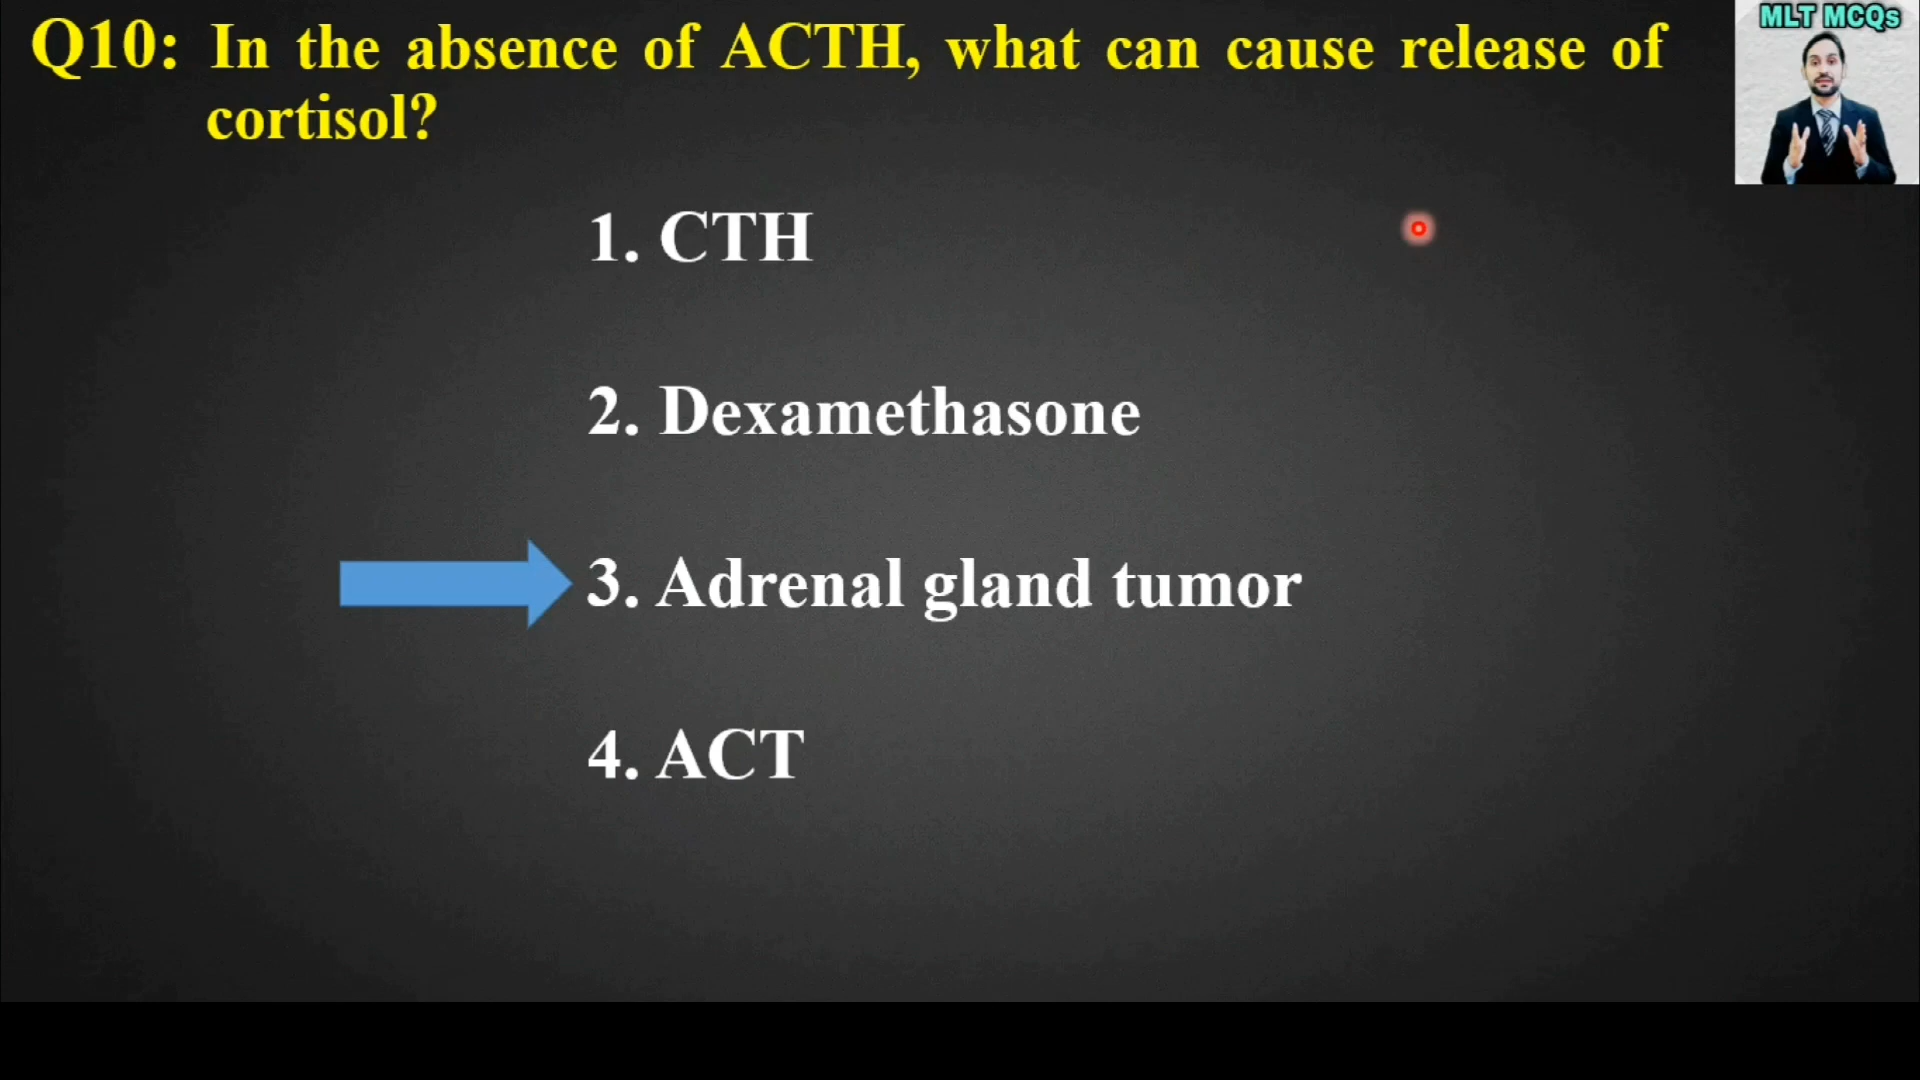 MLT MCQs
Q10: In the absence of ACTH, what can cause release of
cortisol?
1. CTH
2. Dexamethasone
3. Adrenal gland tumor
4. ACT